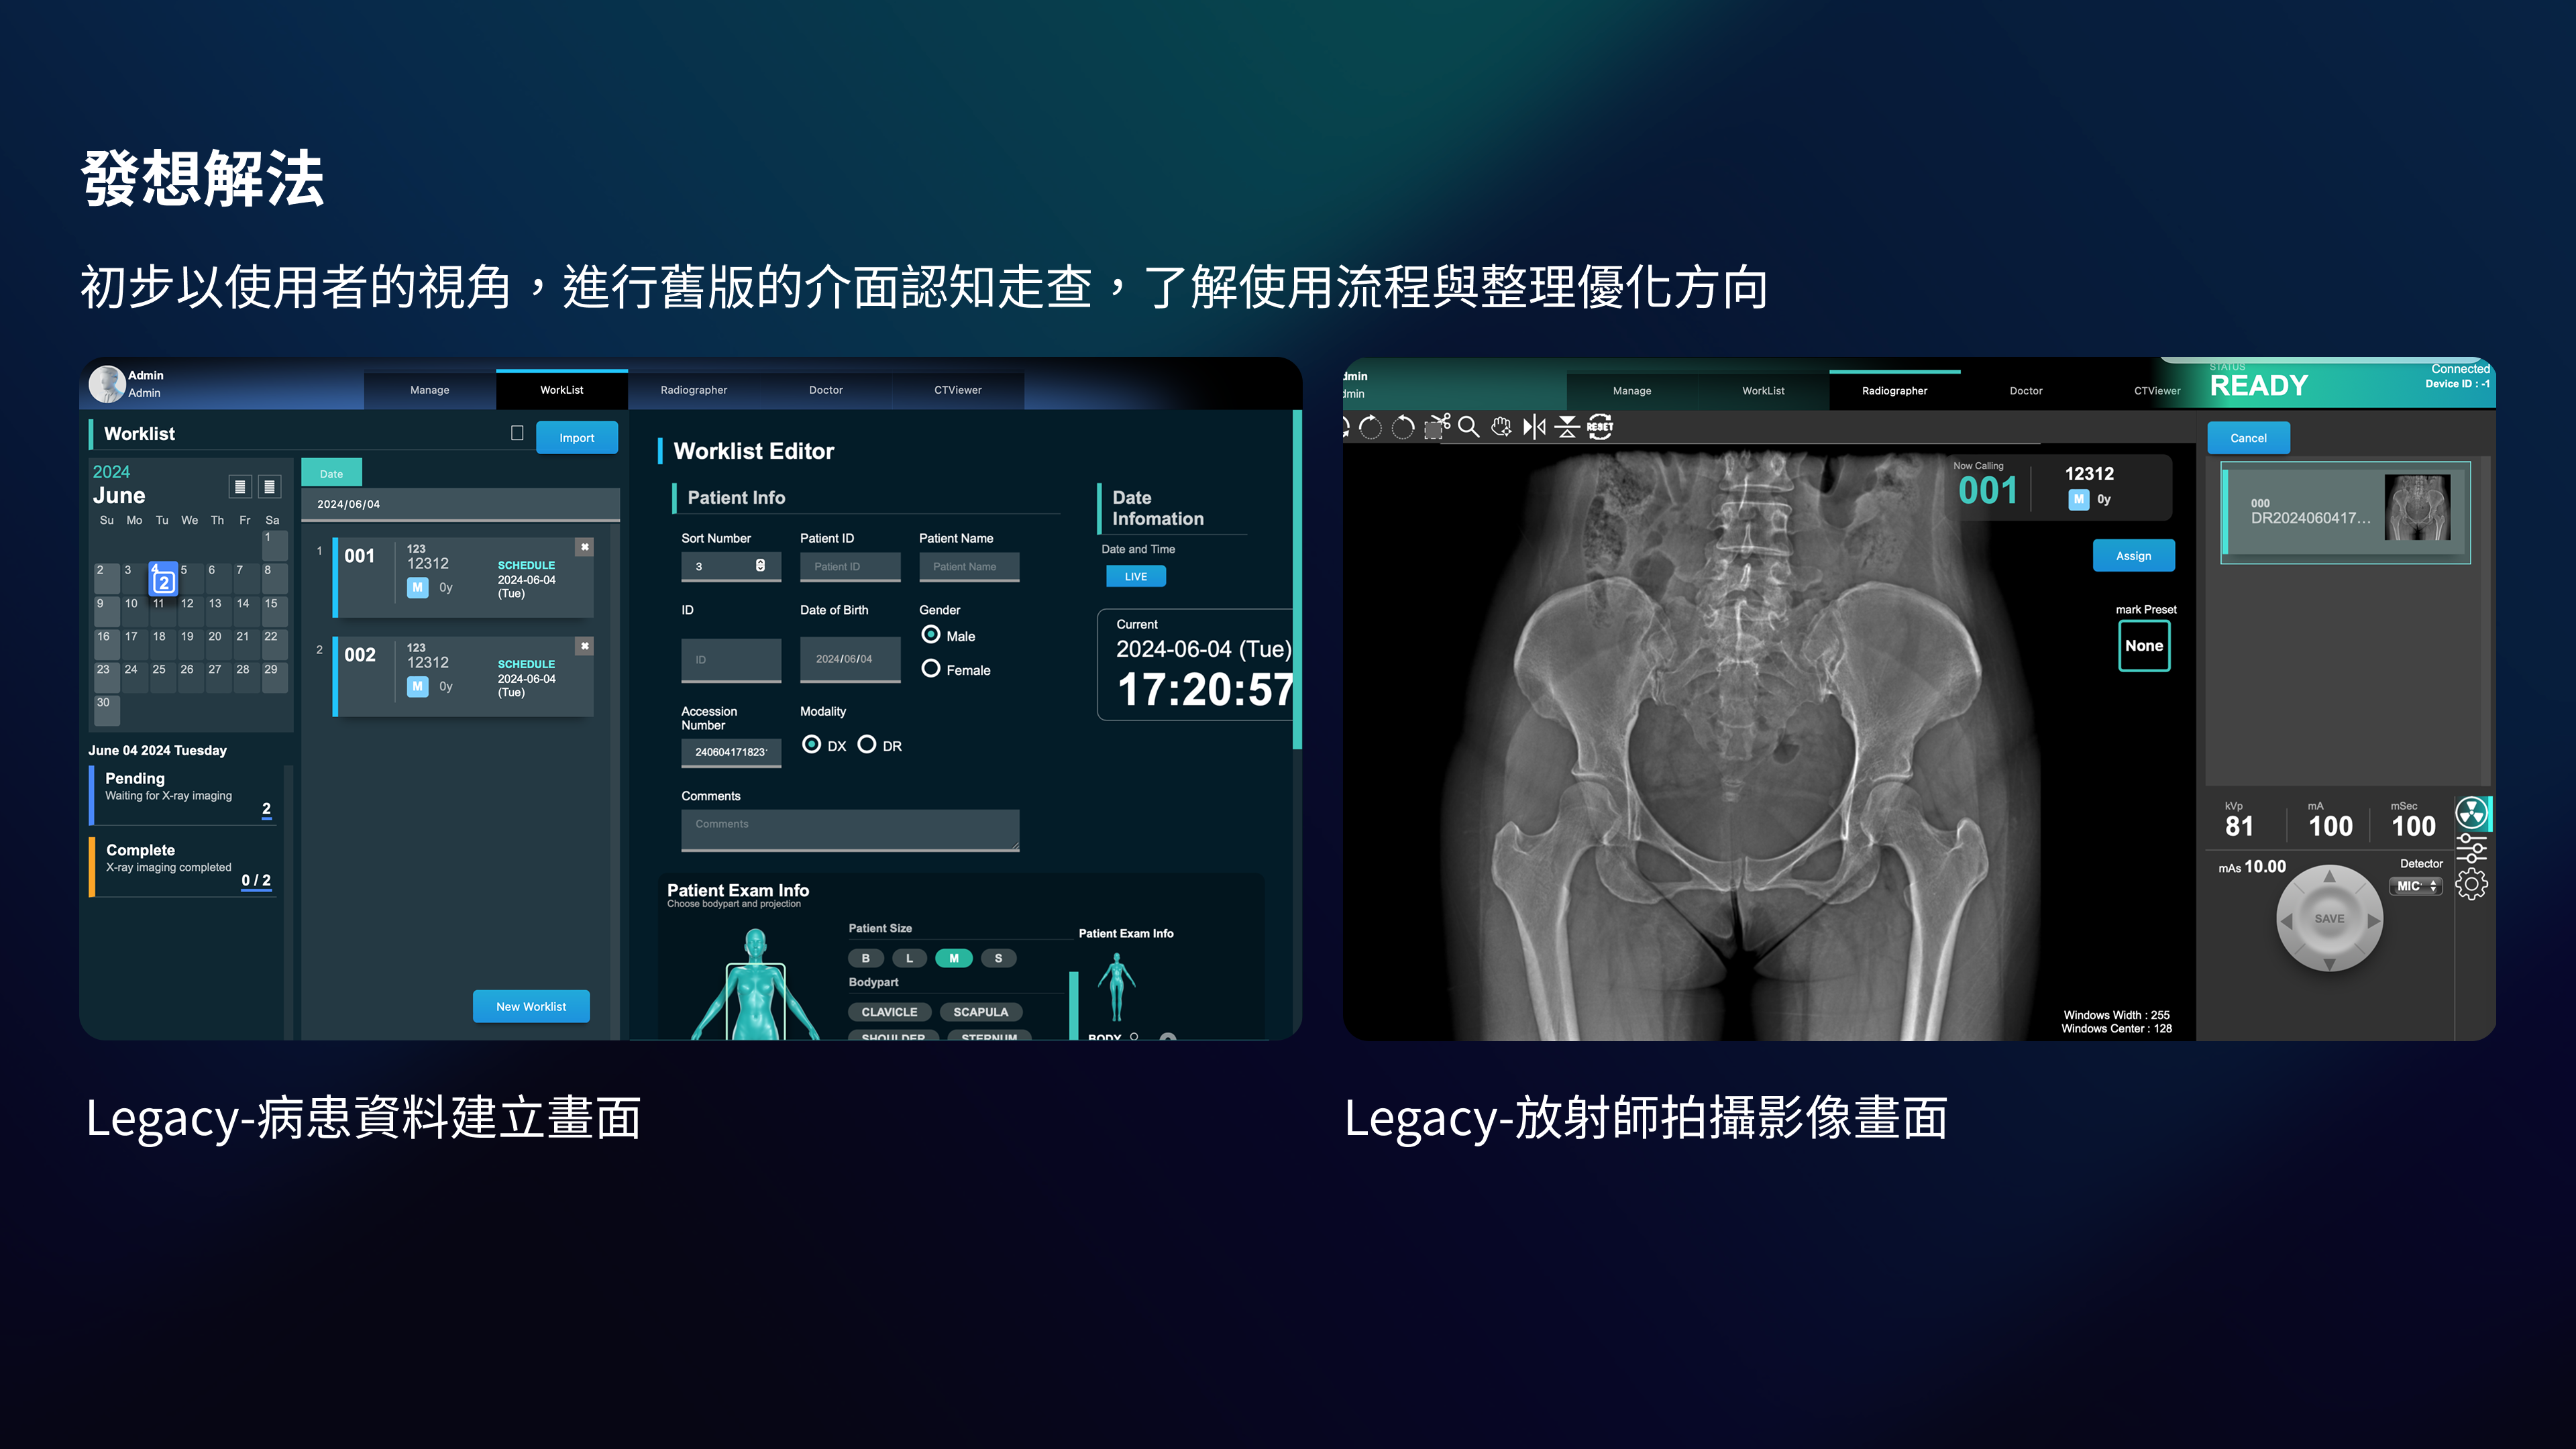 發想解法
初步以使用者的視角，進行舊版的介面認知走查，了解使用流程與整理優化方向
Admin
Admin
Manage
WorkList
Radiographer
Doctor
CTViewer
Worklist
Import
2024
June
Su Mo Tu We Th Fr Sa
1
2 3 4 2 5 6 7 8
9 10 11 12 13 14 15
16 17 18 19 20 21 22
23 24 25 26 27 28 29
30
June 04 2024 Tuesday
Pending
Waiting for X-ray imaging
2
Complete
X-ray imaging completed
0 / 2
Date
2024/06/04
1
001
123
12312
M 0y
SCHEDULE
2024-06-04
(Tue)
2
002
123
12312
M 0y
SCHEDULE
2024-06-04
(Tue)
New Worklist
Worklist Editor
Patient Info
Sort Number
3
Patient ID
Patient ID
Patient Name
Patient Name
ID
ID
Date of Birth
2024/06/04
Gender
Male
Female
Accession
Number
240604171823
Modality
DX DR
Comments
Comments
Date
Infomation
Date and Time
LIVE
Current
2024-06-04 (Tue)
17:20:57
Patient Exam Info
Choose bodypart and projection
Patient Size
B L M S
Bodypart
CLAVICLE SCAPULA
SHOULDER STERNUM
Patient Exam Info
BODY
Legacy-病患資料建立畫面
dmin
dmin
Manage
WorkList
Radiographer
Doctor
CTViewer
STATUS
READY
Connected
Device ID : -1
RESET
Now Calling
001
12312
M 0y
Assign
mark Preset
None
Windows Width : 255
Windows Center : 128
Cancel
000
DR2024060417...
kVp
81
mA
100
mSec
100
mAs 10.00
Detector
MIC
SAVE
Legacy-放射師拍攝影像畫面